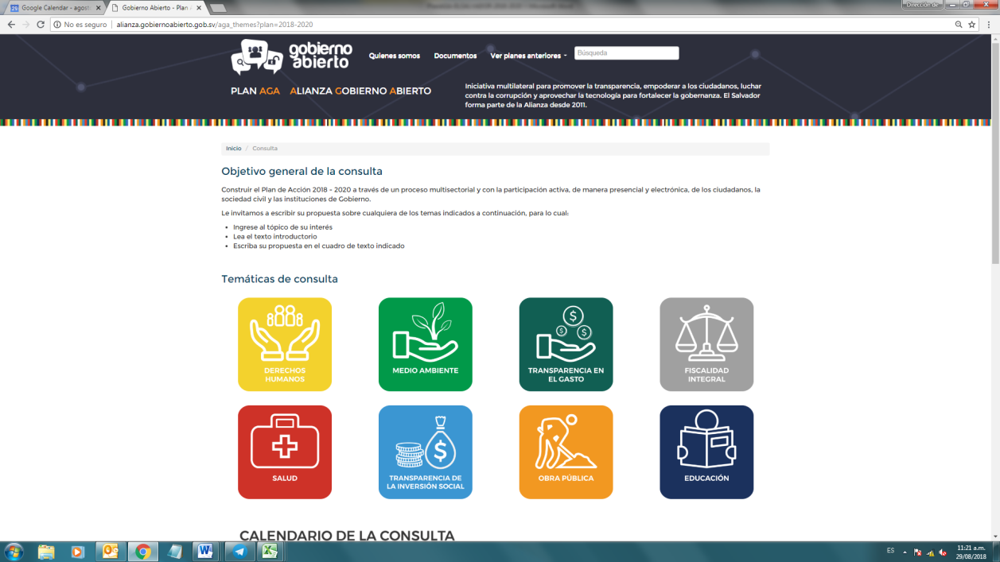 Google Calendar - agost
Gobierno Abierto - Plan
Dirección de
No es seguro | alianza.gobiernoabierto.gob.sv/aga_themes?plan=2018-2020
gobierno
abierto
Quienes somos Documentos Ver planes anteriores Búsqueda
PLAN AGA ALIANZA GOBIERNO ABIERTO
Iniciativa multilateral para promover la transparencia, empoderar a los ciudadanos, luchar
contra la corrupción y aprovechar la tecnología para fortalecer la gobernanza. El Salvador
forma parte de la Alianza desde 2011.
Inicio / Consulta
Objetivo general de la consulta
Construir el Plan de Acción 2018 - 2020 a través de un proceso multisectorial y con la participación activa, de manera presencial y electrónica, de los ciudadanos, la
sociedad civil y las instituciones de Gobierno.
Le invitamos a escribir su propuesta sobre cualquiera de los temas indicados a continuación, para lo cual:
• Ingrese al tópico de su interés
• Lea el texto introductorio
• Escriba su propuesta en el cuadro de texto indicado
Temáticas de consulta
DERECHOS
HUMANOS
MEDIO AMBIENTE
TRANSPARENCIA EN
EL GASTO
FISCALIDAD
INTEGRAL
SALUD
TRANSPARENCIA DE
LA INVERSIÓN SOCIAL
OBRA PÚBLICA
EDUCACIÓN
CALENDARIO DE LA CONSULTA
ES
11:21 a.m.
29/08/2018